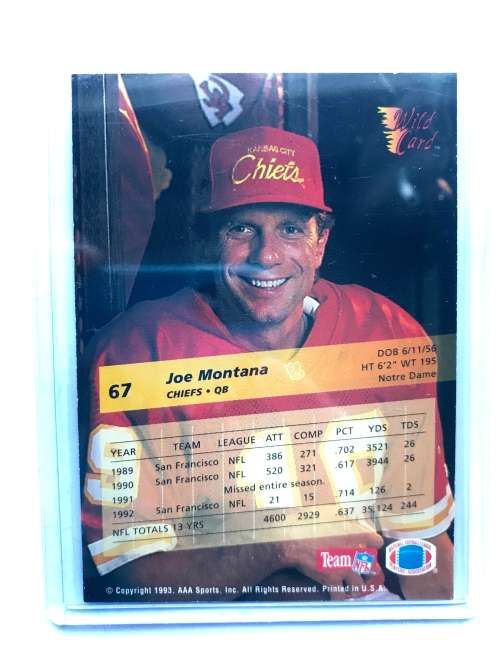 Wild
Card
KANSAS CITY
Chiefs
67 Joe Montana
CHIEFS • QB
DOB 6/11/56
HT 6'2" WT 195
Notre Dame
YEAR TEAM LEAGUE ATT COMP PCT YDS TDS
1989 San Francisco NFL 386 271 .702 3521 26
1990 San Francisco NFL 520 321 .617 3944 26
1991 Missed entire season.
1992 San Francisco NFL 21 15 .714 126 2
NFL TOTALS 13 YRS 4600 2929 .637 35,124 244
Team NFL
© Copyright 1993, AAA Sports, Inc. All Rights Reserved. Printed in U.S.A.